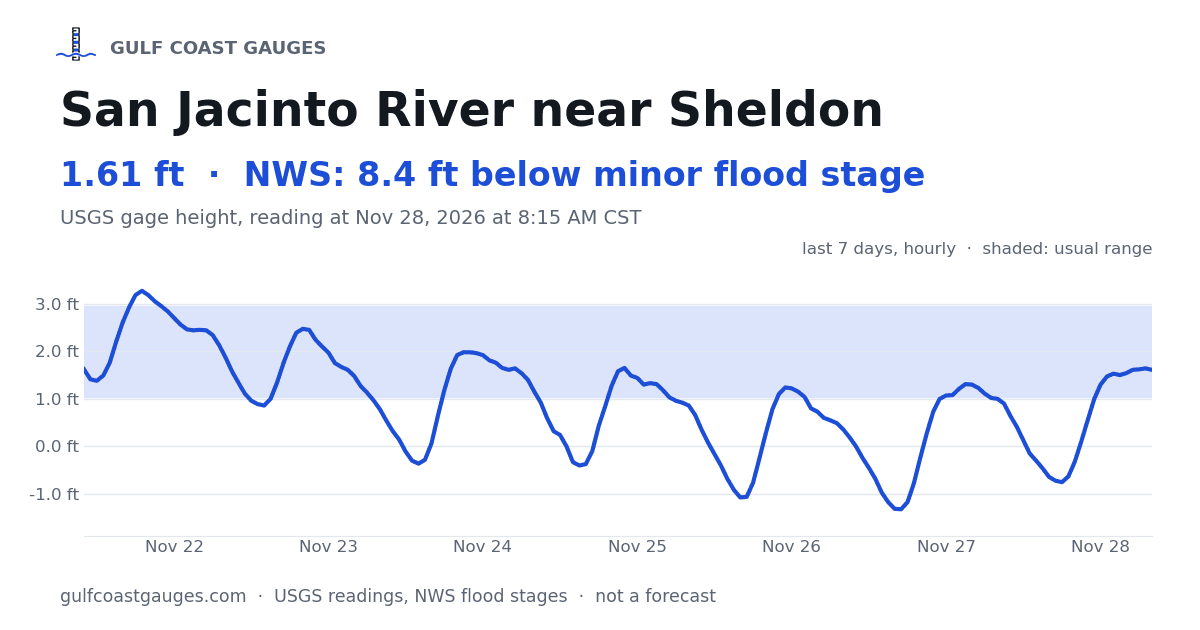 GULF COAST GAUGES
San Jacinto River near Sheldon
1.61 ft · NWS: 8.4 ft below minor flood stage
USGS gage height, reading at Nov 28, 2026 at 8:15 AM CST
last 7 days, hourly · shaded: usual range
3.0 ft
2.0 ft
1.0 ft
0.0 ft
-1.0 ft
Nov 22 Nov 23 Nov 24 Nov 25 Nov 26 Nov 27 Nov 28
gulfcoastgauges.com · USGS readings, NWS flood stages · not a forecast